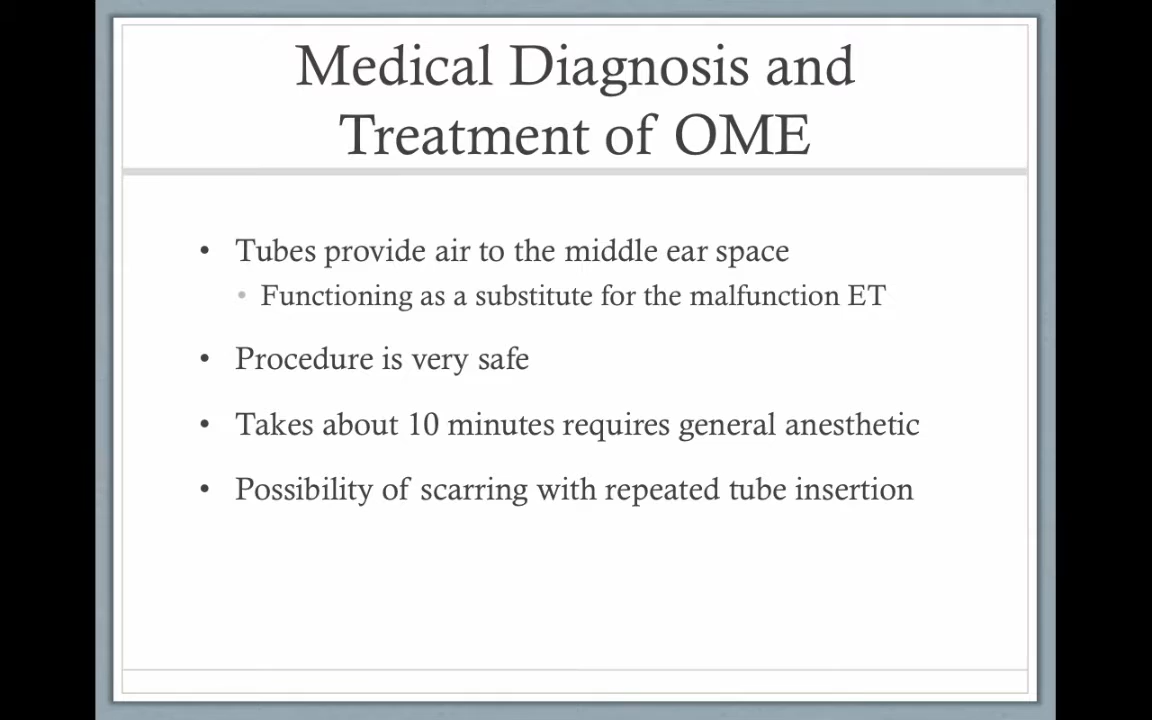 Medical Diagnosis and
Treatment of OME
• Tubes provide air to the middle ear space
• Functioning as a substitute for the malfunction ET
• Procedure is very safe
• Takes about 10 minutes requires general anesthetic
• Possibility of scarring with repeated tube insertion